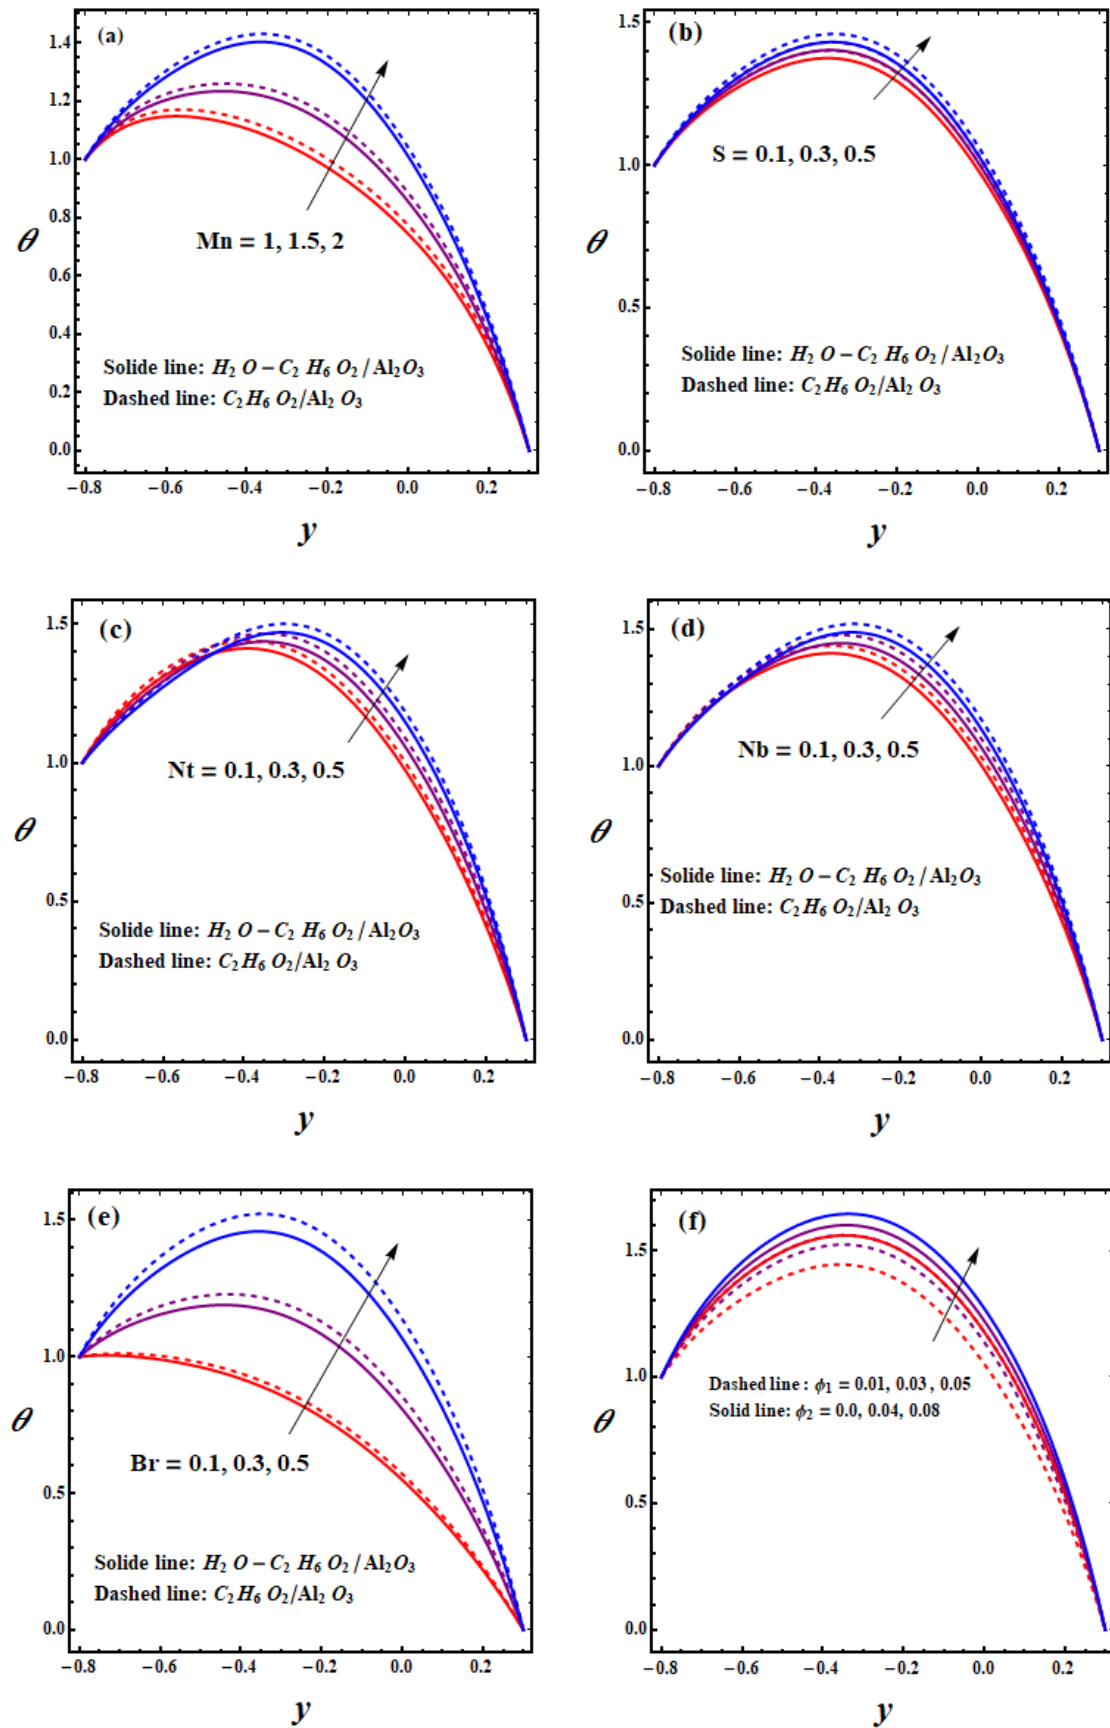 (a)
1.4
1.2
1.0
0.8
0.6
0.4
0.2
0.0
θ
Mn = 1, 1.5, 2
Solide line: H₂ O – C₂ H₆ O₂ / Al₂O₃
Dashed line: C₂H₆ O₂/Al₂ O₃
−0.8 −0.6 −0.4 −0.2 0.0 0.2
y
(b)
1.5
1.0
0.5
0.0
θ
S = 0.1, 0.3, 0.5
Solide line: H₂ O – C₂ H₆ O₂ / Al₂O₃
Dashed line: C₂H₆ O₂/Al₂ O₃
−0.8 −0.6 −0.4 −0.2 0.0 0.2
y
(c)
1.5
1.0
0.5
0.0
θ
Nt = 0.1, 0.3, 0.5
Solide line: H₂ O – C₂ H₆ O₂ / Al₂O₃
Dashed line: C₂H₆ O₂/Al₂ O₃
−0.8 −0.6 −0.4 −0.2 0.0 0.2
y
(d)
1.5
1.0
0.5
0.0
θ
Nb = 0.1, 0.3, 0.5
Solide line: H₂ O – C₂ H₆ O₂ / Al₂O₃
Dashed line: C₂H₆ O₂/Al₂ O₃
−0.8 −0.6 −0.4 −0.2 0.0 0.2
y
(e)
1.5
1.0
0.5
0.0
θ
Br = 0.1, 0.3, 0.5
Solide line: H₂ O – C₂ H₆ O₂ / Al₂O₃
Dashed line: C₂H₆ O₂/Al₂ O₃
−0.8 −0.6 −0.4 −0.2 0.0 0.2
y
(f)
1.5
1.0
0.5
0.0
θ
Dashed line : ϕ₁ = 0.01, 0.03 , 0.05
Solid line: ϕ₂ = 0.0, 0.04, 0.08
−0.8 −0.6 −0.4 −0.2 0.0 0.2
y